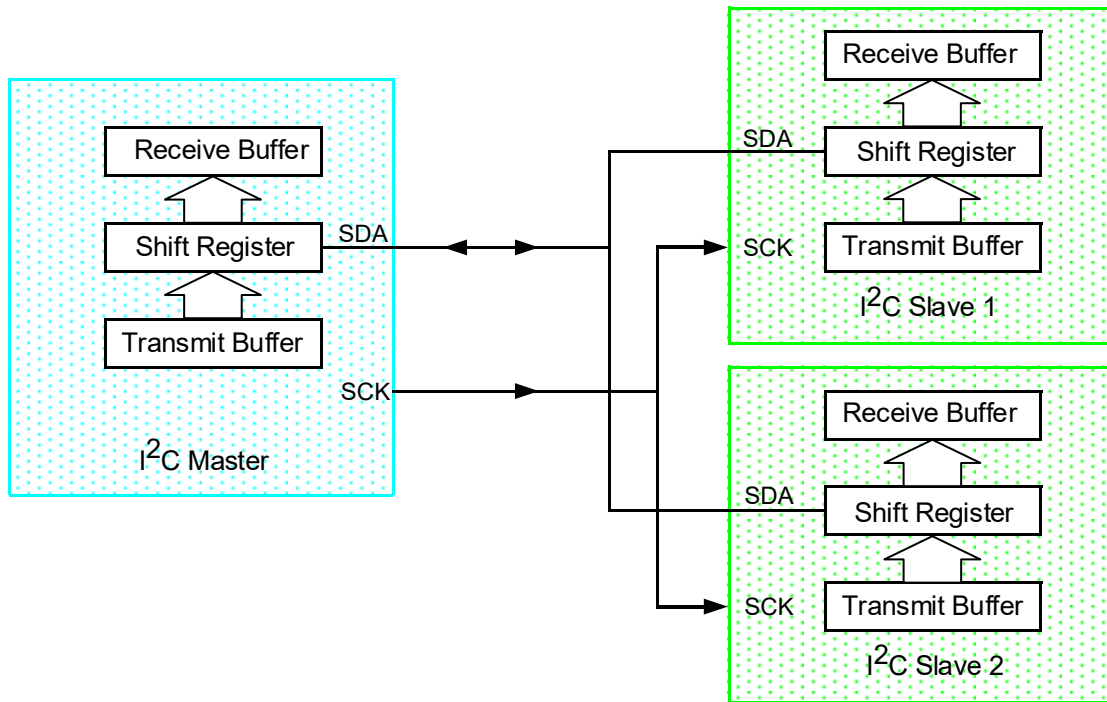 Receive Buffer
Shift Register
SDA
Transmit Buffer
SCK
I²C Master
Receive Buffer
SDA
Shift Register
SCK
Transmit Buffer
I²C Slave 1
Receive Buffer
SDA
Shift Register
SCK
Transmit Buffer
I²C Slave 2